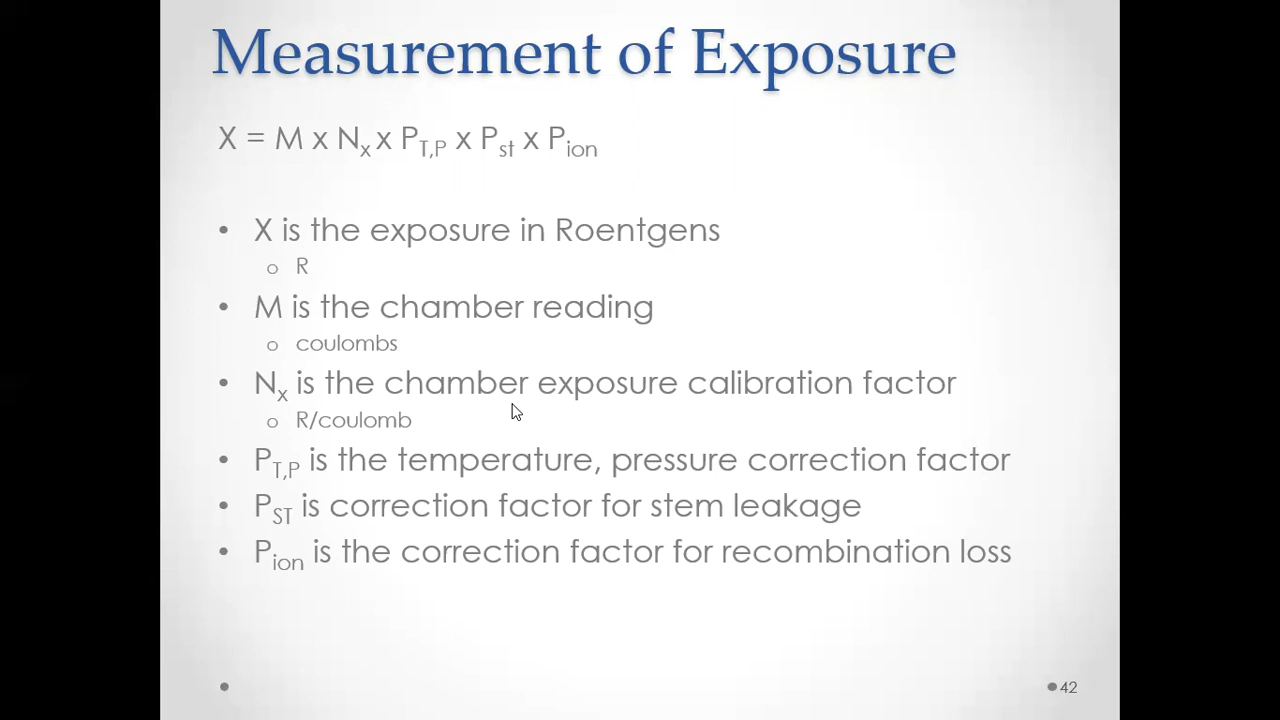 Measurement of Exposure
X = M x Nx x PT,P x Pst x Pion
• X is the exposure in Roentgens
o R
• M is the chamber reading
o coulombs
• Nx is the chamber exposure calibration factor
o R/coulomb
• PT,P is the temperature, pressure correction factor
• PST is correction factor for stem leakage
• Pion is the correction factor for recombination loss
42